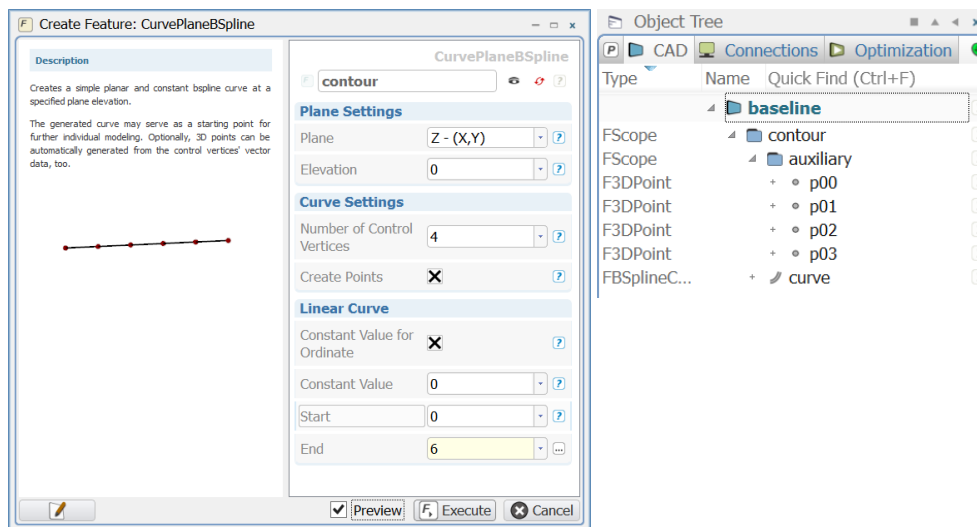 Create Feature: CurvePlaneBSpline
Description
Creates a simple planar and constant bspline curve at a
specified plane elevation.
The generated curve may serve as a starting point for
further individual modeling. Optionally, 3D points can be
automatically generated from the control vertices' vector
data, too.
CurvePlaneBSpline
contour
Plane Settings
Plane
Z - (X,Y)
Elevation
0
Curve Settings
Number of Control
Vertices
4
Create Points
Linear Curve
Constant Value for
Ordinate
Constant Value
0
Start
0
End
6
Preview
Execute
Cancel
Object Tree
CAD
Connections
Optimization
Type
Name
Quick Find (Ctrl+F)
baseline
FScope
contour
FScope
auxiliary
F3DPoint
p00
F3DPoint
p01
F3DPoint
p02
F3DPoint
p03
FBSplineC...
curve